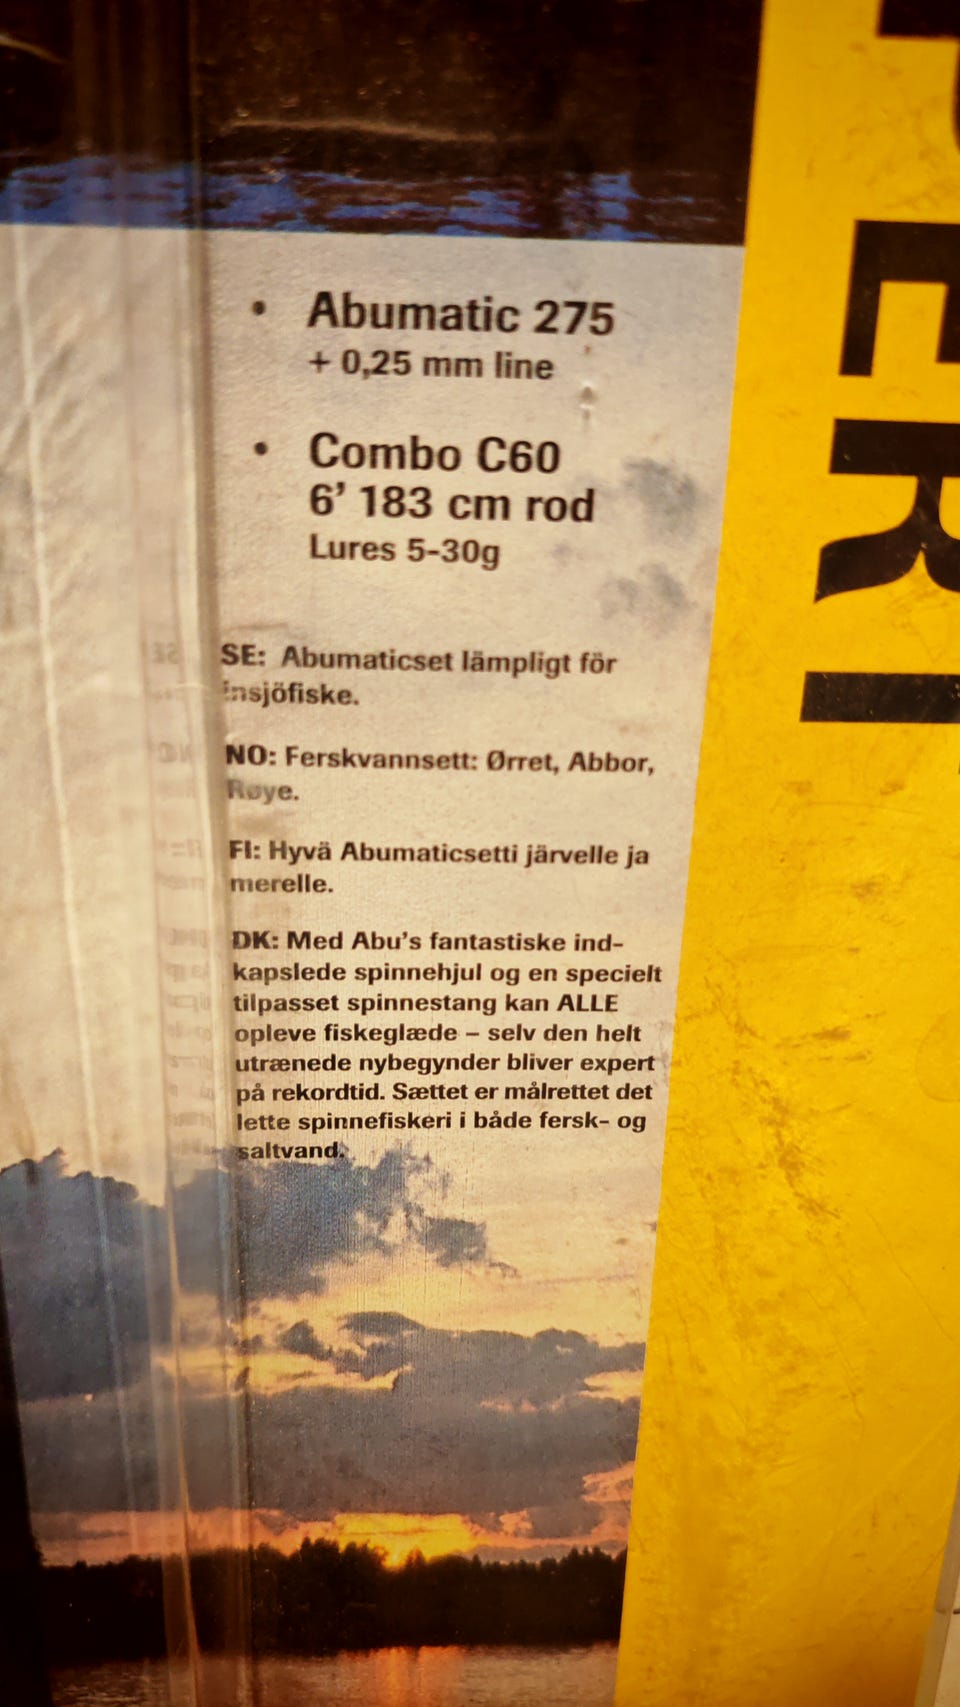 • Abumatic 275
+ 0,25 mm line
• Combo C60
6' 183 cm rod
Lures 5-30g
SE: Abumaticset lämpligt för
insjöfiske.
NO: Ferskvannsett: Ørret, Abbor,
Røye.
FI: Hyvä Abumaticsetti järvelle ja
merelle.
DK: Med Abu's fantastiske ind-
kapslede spinnehjul og en specielt
tilpasset spinnestang kan ALLE
opleve fiskeglæde – selv den helt
utrænede nybegynder bliver expert
på rekordtid. Sættet er målrettet det
lette spinnefiskeri i både fersk- og
saltvand.